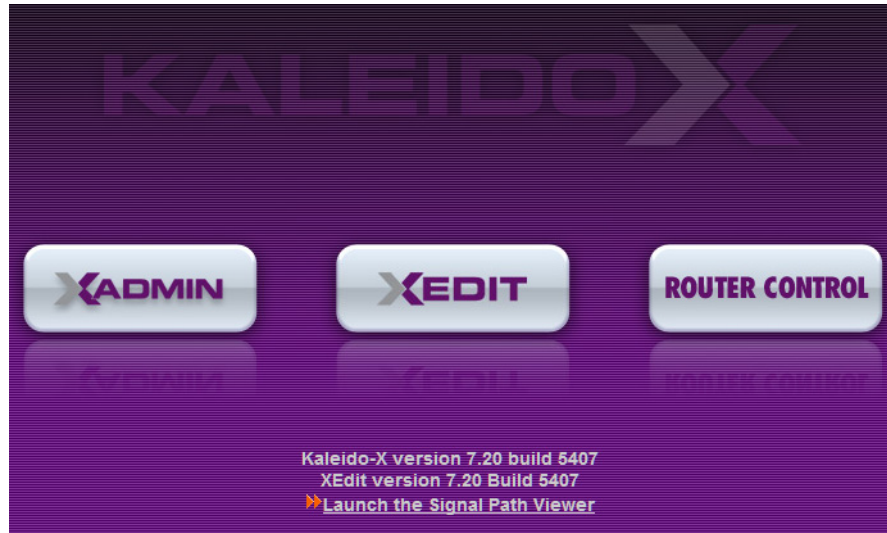 KALEIDOX
XADMIN
XEDIT
ROUTER CONTROL
Kaleido-X version 7.20 build 5407
XEdit version 7.20 Build 5407
Launch the Signal Path Viewer